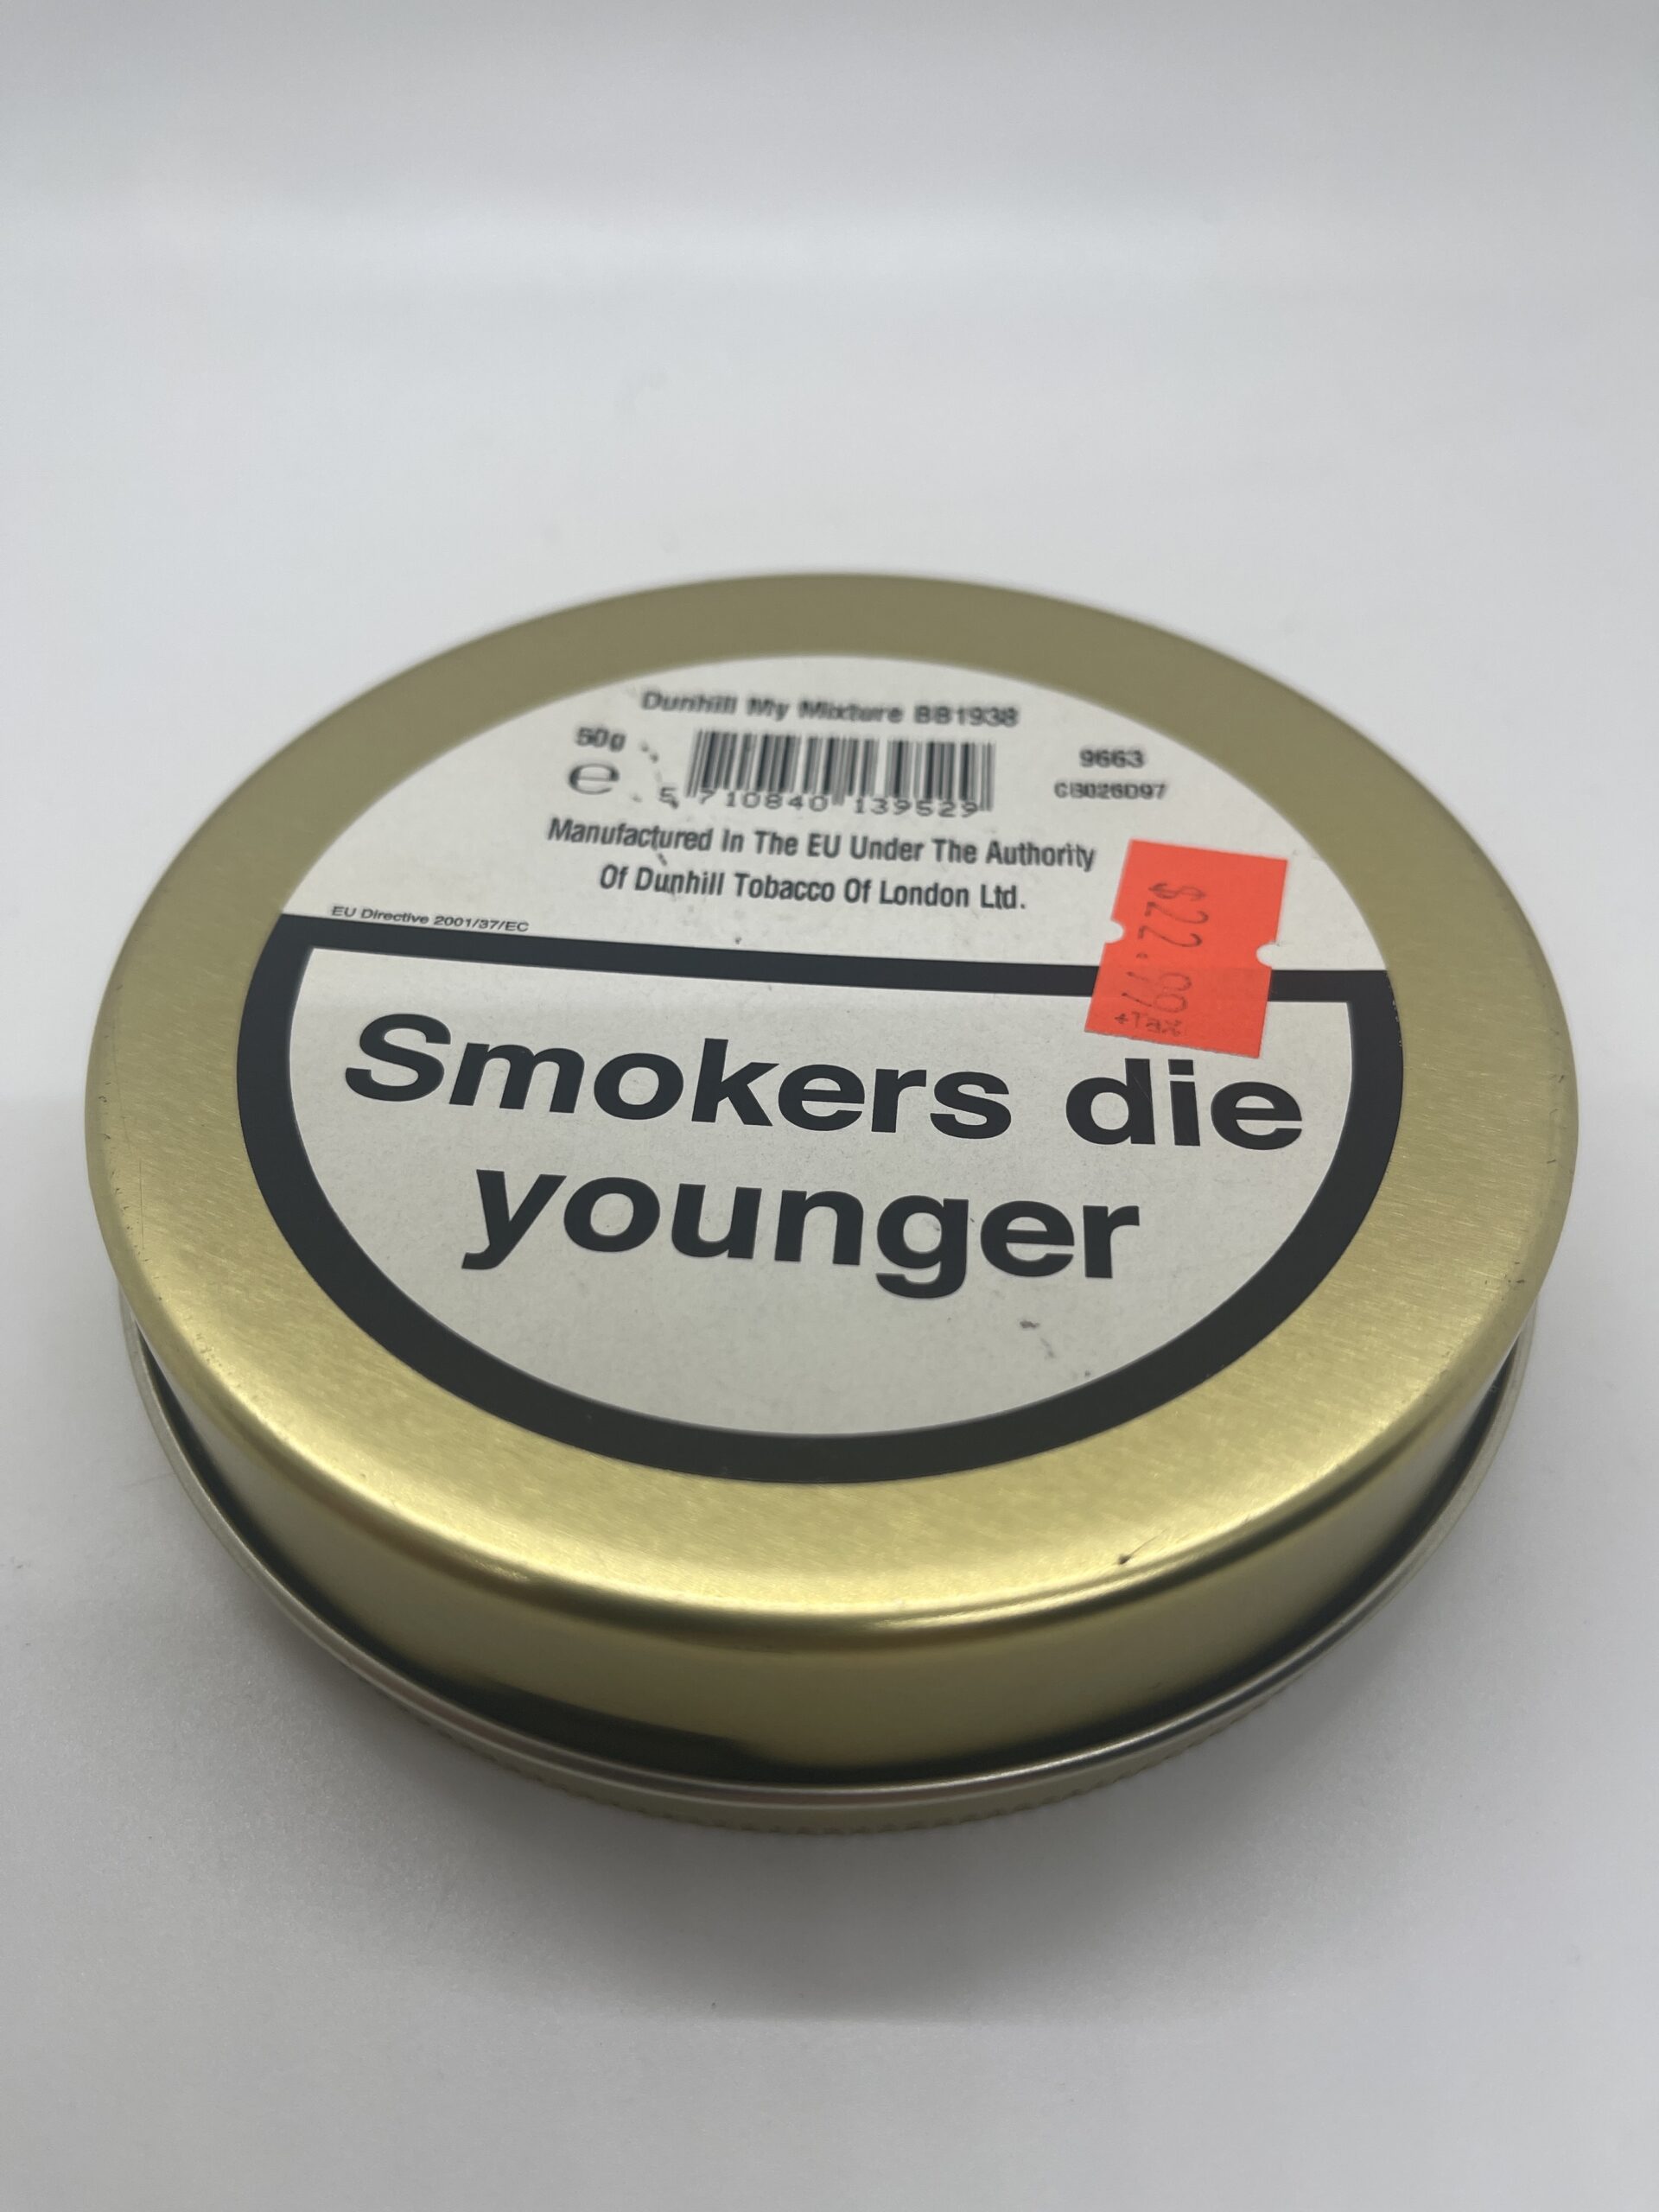 Dunhill My Mixture BB1938
50g
e
9663
5 710840 139529
Manufactured In The EU Under The Authority
Of Dunhill Tobacco Of London Ltd.
EU Directive 2001/37/EC
$22.99
+Tax
Smokers die
younger